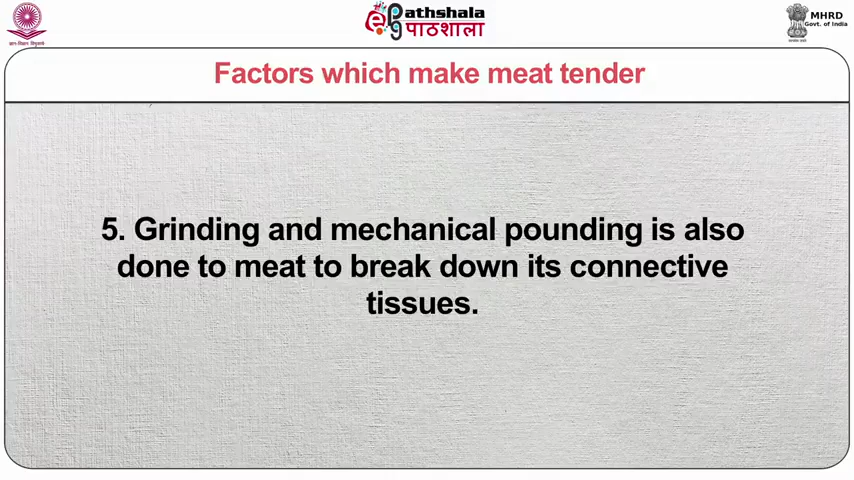 ePathshala
पाठशाला
MHRD
Govt. of India
Factors which make meat tender
5. Grinding and mechanical pounding is also
done to meat to break down its connective
tissues.